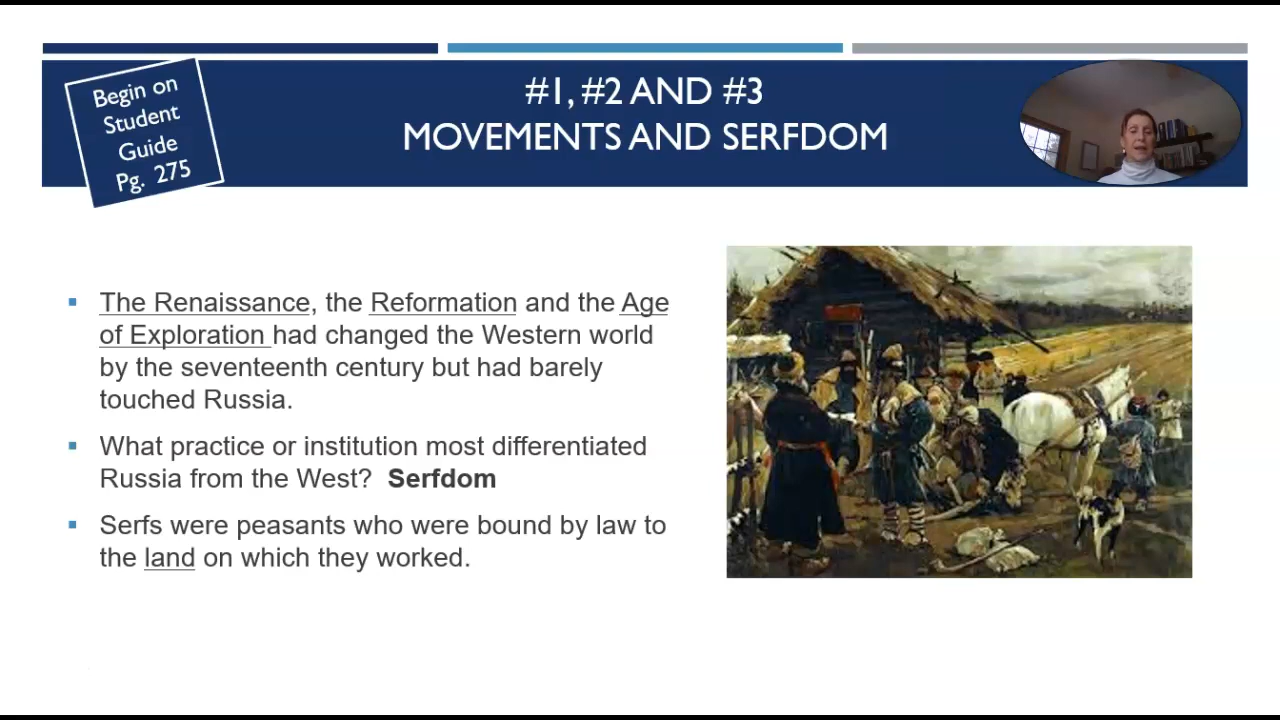 Begin on
Student
Guide
Pg. 275
#1, #2 AND #3
MOVEMENTS AND SERFDOM
The Renaissance, the Reformation and the Age
of Exploration had changed the Western world
by the seventeenth century but had barely
touched Russia.
What practice or institution most differentiated
Russia from the West? Serfdom
Serfs were peasants who were bound by law to
the land on which they worked.